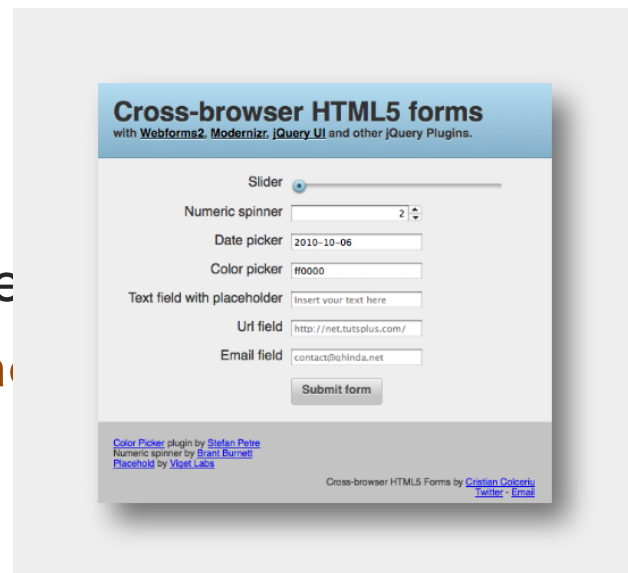 Cross-browser HTML5 forms
with Webforms2, Modernizr, jQuery UI and other jQuery Plugins.
Slider
Numeric spinner 2
Date picker 2010-10-06
Color picker ff0000
Text field with placeholder Insert your text here
Url field http://net.tutsplus.com/
Email field contact@ghinda.net
Submit form
Color Picker plugin by Stefan Petre
Numeric spinner by Brant Burnett
Placehold by Viget Labs
Cross-browser HTML5 Forms by Cristian Colceriu
Twitter - Email